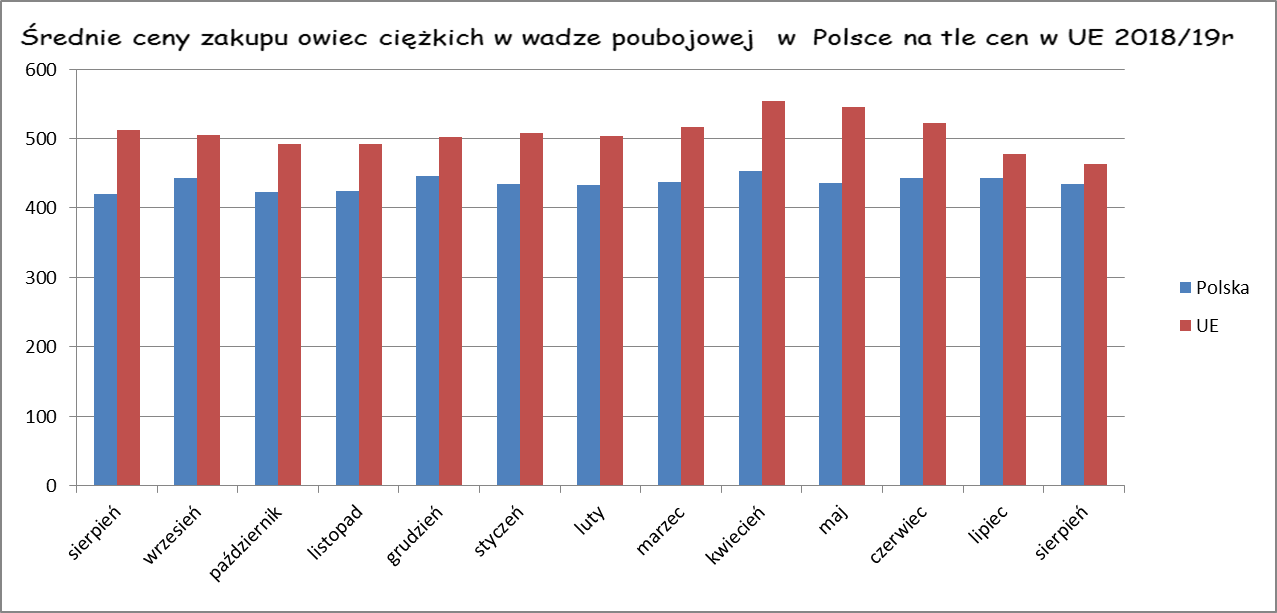 Średnie ceny zakupu owiec ciężkich w wadze poubojowej w Polsce na tle cen w UE 2018/19r
600
500
400
300
200
100
0
sierpień
wrzesień
październik
listopad
grudzień
styczeń
luty
marzec
kwiecień
maj
czerwiec
lipiec
sierpień
Polska
UE